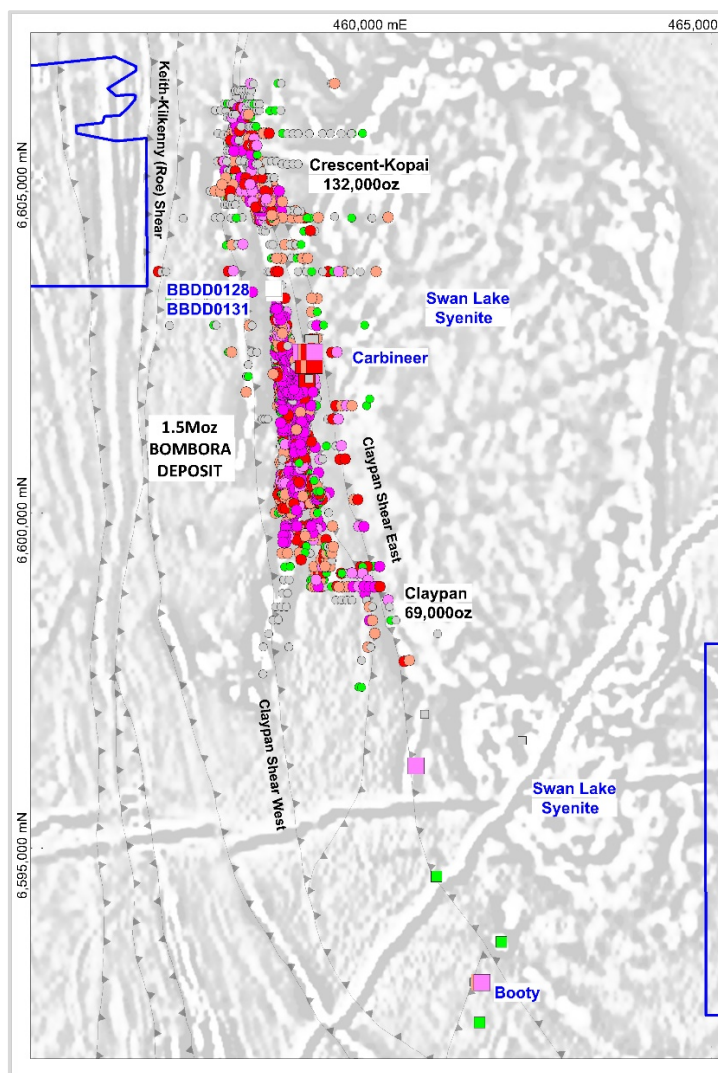 460,000 mE
465,000
Keith-Kilkenny (Roe) Shear
Crescent-Kopai
132,000oz
6,605,000 mN
BBDD0128
BBDD0131
Swan Lake
Syenite
Carbineer
1.5Moz
BOMBORA
DEPOSIT
Claypan Shear East
6,600,000 mN
Claypan
69,000oz
Claypan Shear West
Swan Lake
Syenite
6,595,000 mN
Booty